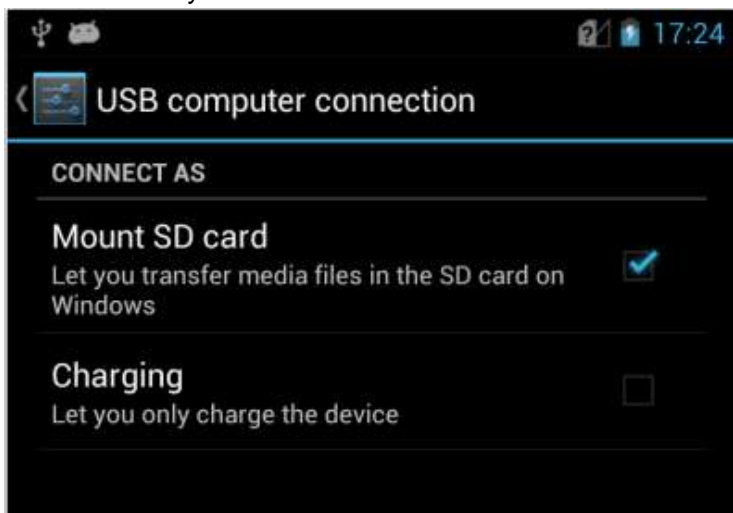 17:24
USB computer connection
CONNECT AS
Mount SD card
Let you transfer media files in the SD card on
Windows
Charging
Let you only charge the device